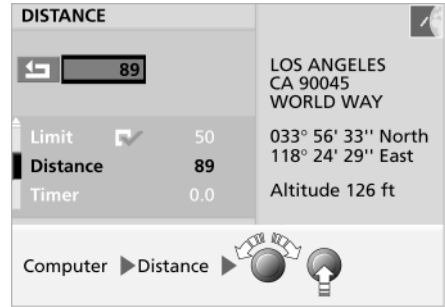 DISTANCE
89
Limit 50
Distance 89
Timer 0.0
LOS ANGELES
CA 90045
WORLD WAY
033° 56' 33'' North
118° 24' 29'' East
Altitude 126 ft
Computer ▶Distance ▶